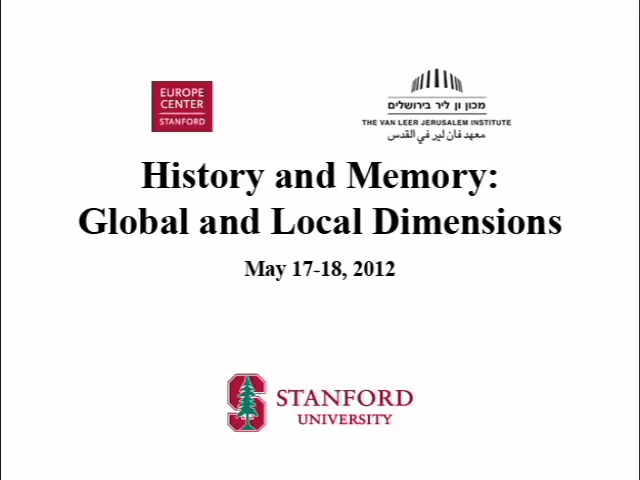 EUROPE
CENTER
STANFORD
מכון ון ליר בירושלים
THE VAN LEER JERUSALEM INSTITUTE
معهد فان لير في القدس
History and Memory:
Global and Local Dimensions
May 17-18, 2012
S
STANFORD
UNIVERSITY